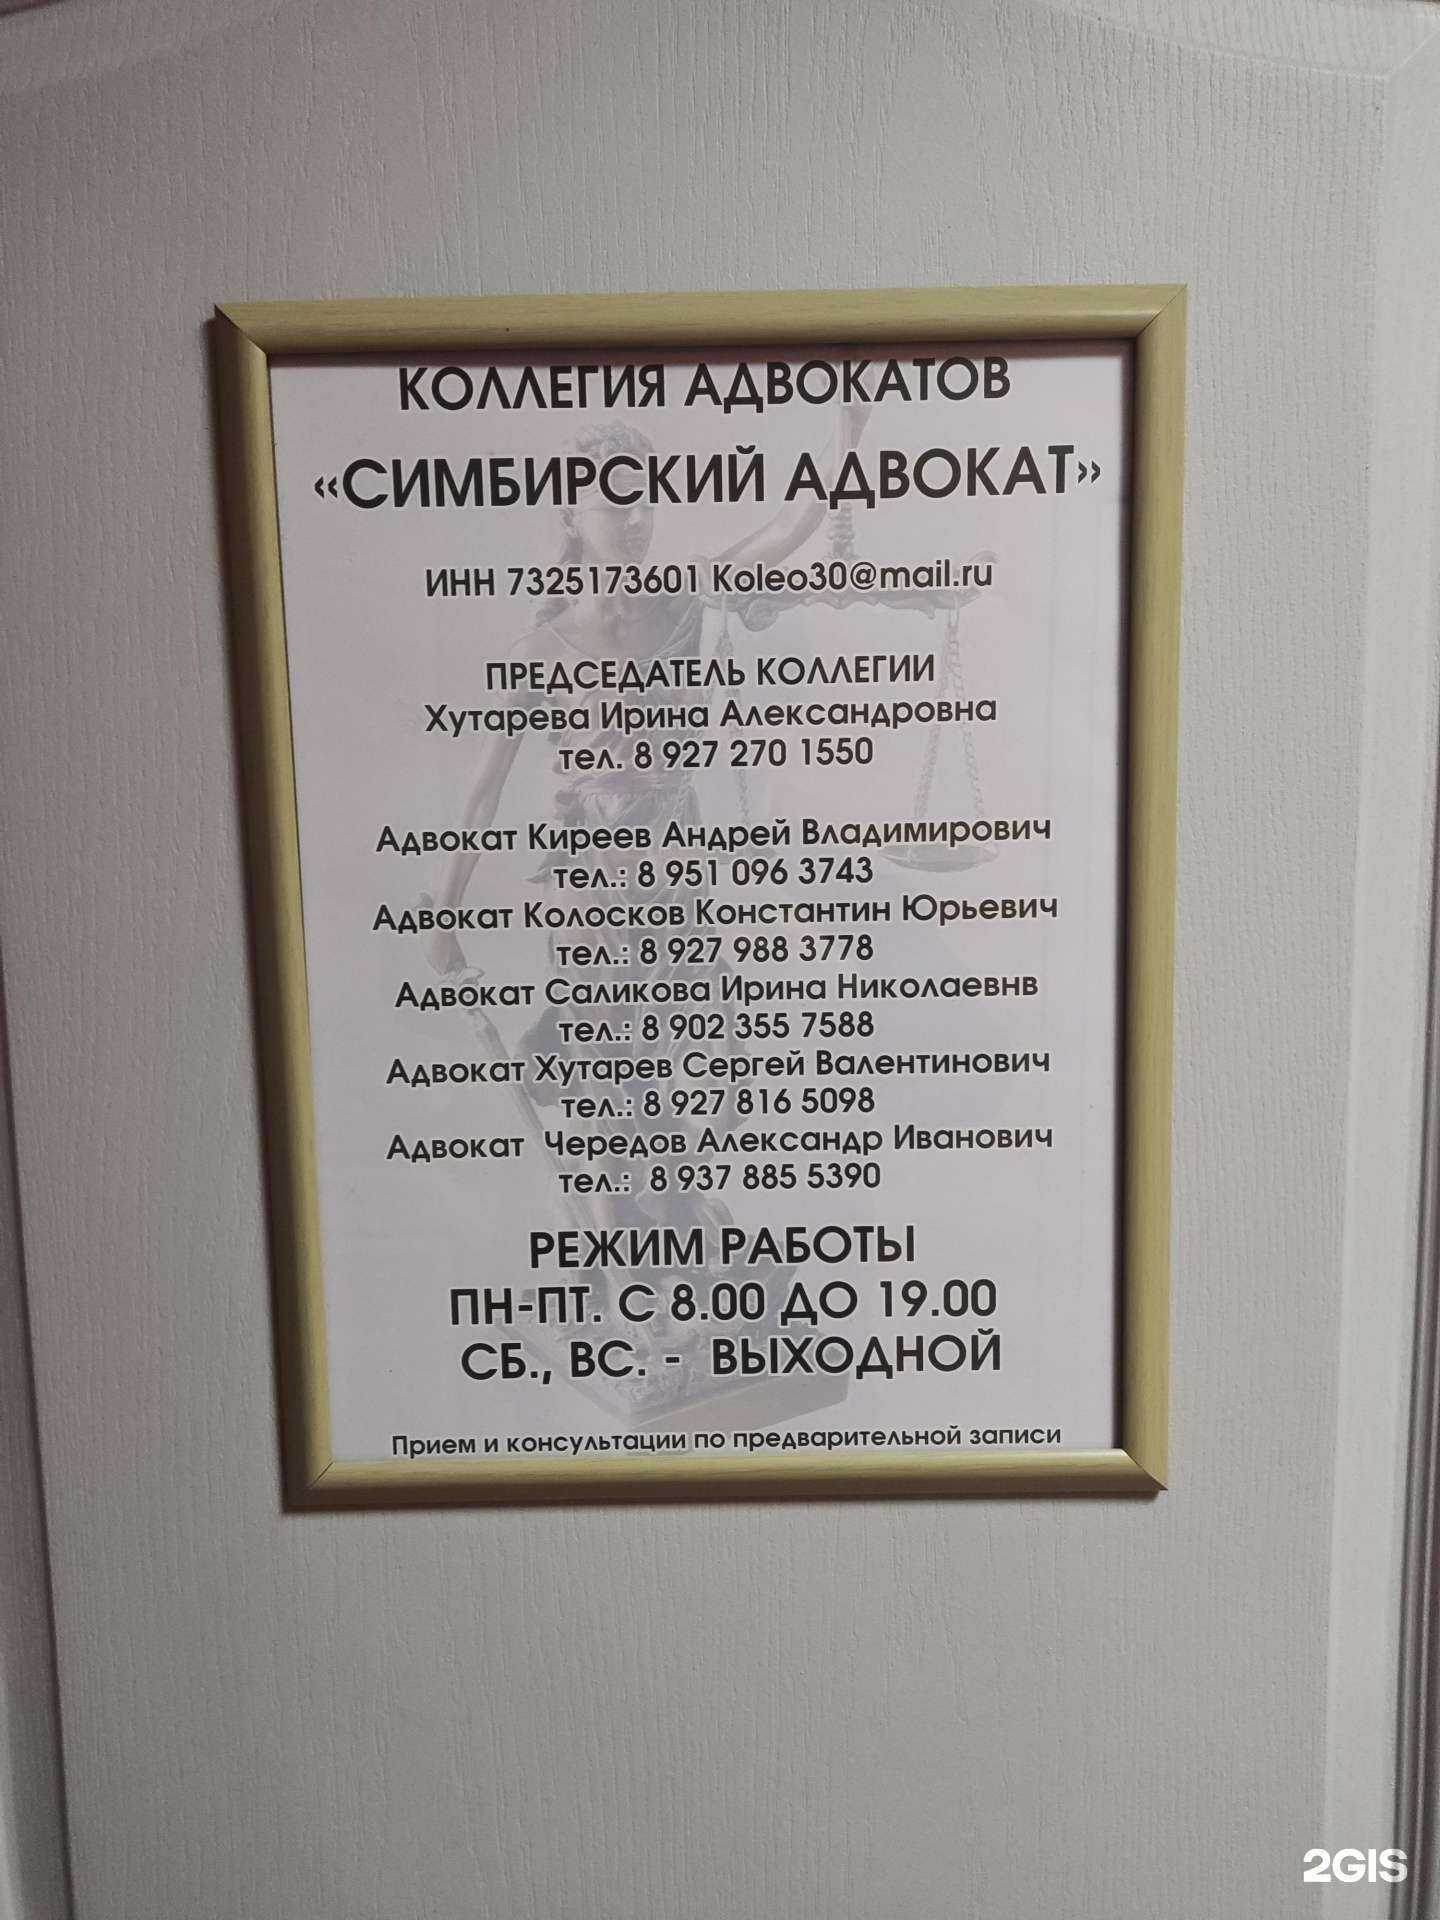 КОЛЛЕГИЯ АДВОКАТОВ
«СИМБИРСКИЙ АДВОКАТ»
ИНН 7325173601 Koleo30@mail.ru
ПРЕДСЕДАТЕЛЬ КОЛЛЕГИИ
Хутарева Ирина Александровна
тел. 8 927 270 1550
Адвокат Киреев Андрей Владимирович
тел.: 8 951 096 3743
Адвокат Колосков Константин Юрьевич
тел.: 8 927 988 3778
Адвокат Саликова Ирина Николаевнв
тел.: 8 902 355 7588
Адвокат Хутарев Сергей Валентинович
тел.: 8 927 816 5098
Адвокат Чередов Александр Иванович
тел.: 8 937 885 5390
РЕЖИМ РАБОТЫ
ПН-ПТ. С 8.00 ДО 19.00
СБ., ВС. - ВЫХОДНОЙ
Прием и консультации по предварительной записи
2GIS